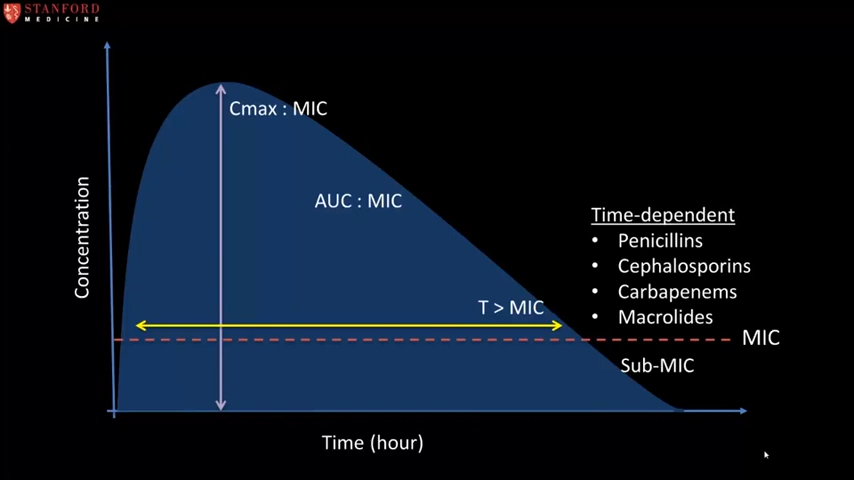 STANFORD
MEDICINE
Cmax : MIC
AUC : MIC
Concentration
Time-dependent
• Penicillins
• Cephalosporins
• Carbapenems
• Macrolides
T > MIC
MIC
Sub-MIC
Time (hour)